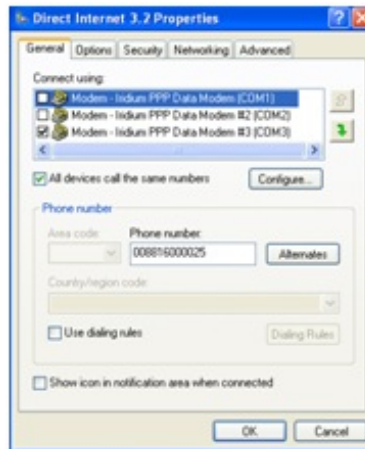 Direct Internet 3.2 Properties
General Options Security Networking Advanced
Connect using:
Modem - Iridium PPP Data Modem (COM1)
Modem - Iridium PPP Data Modem #2 (COM2)
Modem - Iridium PPP Data Modem #3 (COM3)
All devices call the same numbers
Configure...
Phone number
Area code: Phone number:
008816000025 Alternates
Country/region code:
Use dialing rules Dialing Rules
Show icon in notification area when connected
OK Cancel